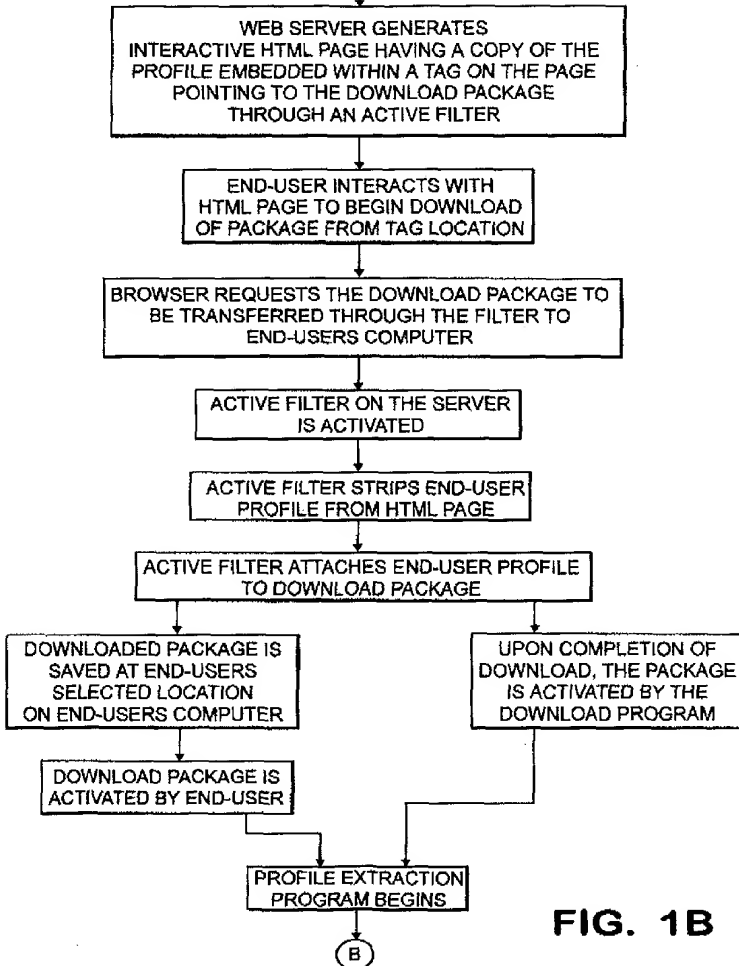 WEB SERVER GENERATES
INTERACTIVE HTML PAGE HAVING A COPY OF THE
PROFILE EMBEDDED WITHIN A TAG ON THE PAGE
POINTING TO THE DOWNLOAD PACKAGE
THROUGH AN ACTIVE FILTER
END-USER INTERACTS WITH
HTML PAGE TO BEGIN DOWNLOAD
OF PACKAGE FROM TAG LOCATION
BROWSER REQUESTS THE DOWNLOAD PACKAGE TO
BE TRANSFERRED THROUGH THE FILTER TO
END-USERS COMPUTER
ACTIVE FILTER ON THE SERVER
IS ACTIVATED
ACTIVE FILTER STRIPS END-USER
PROFILE FROM HTML PAGE
ACTIVE FILTER ATTACHES END-USER PROFILE
TO DOWNLOAD PACKAGE
DOWNLOADED PACKAGE IS
SAVED AT END-USERS
SELECTED LOCATION
ON END-USERS COMPUTER
UPON COMPLETION OF
DOWNLOAD, THE PACKAGE
IS ACTIVATED BY THE
DOWNLOAD PROGRAM
DOWNLOAD PACKAGE IS
ACTIVATED BY END-USER
PROFILE EXTRACTION
PROGRAM BEGINS
B
FIG. 1B